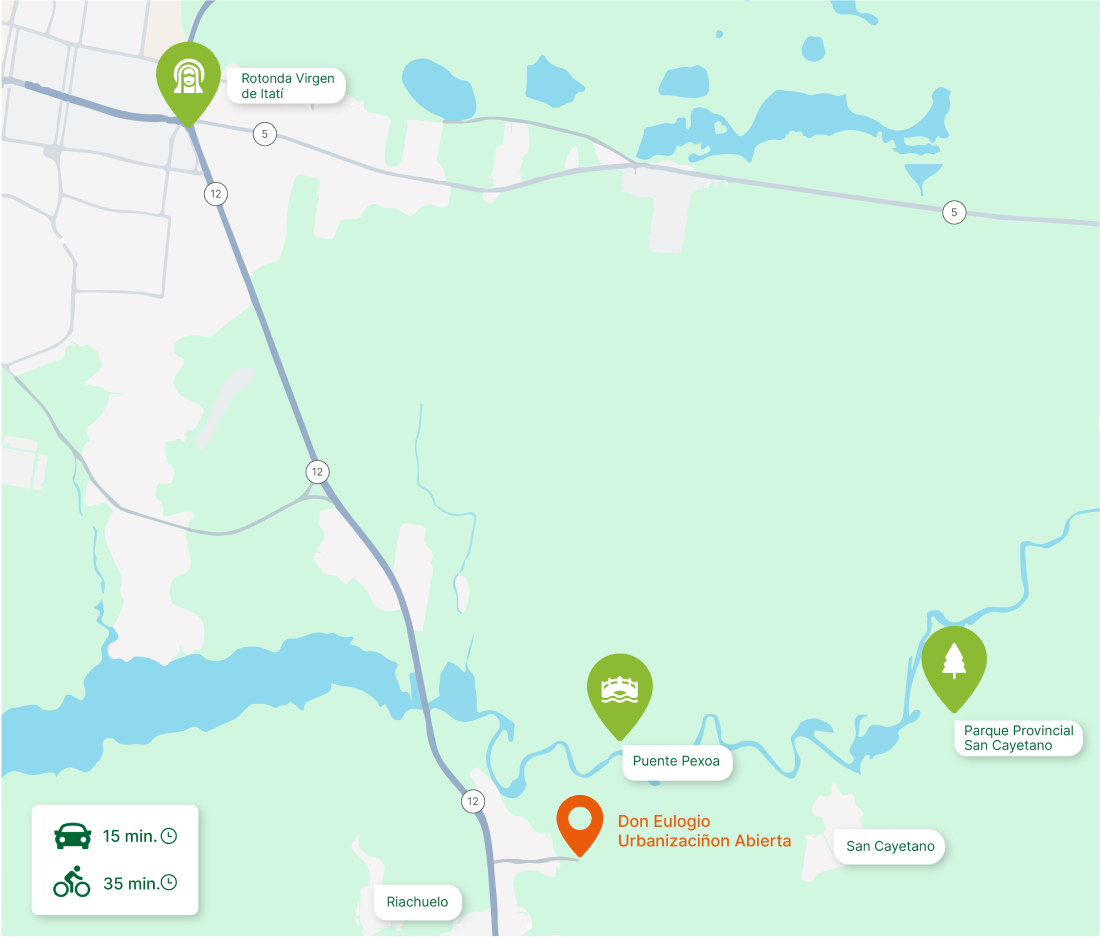 Rotonda Virgen
de Itatí
5
12
5
12
Parque Provincial
San Cayetano
Puente Pexoa
12
Don Eulogio
Urbanizaciñon Abierta
15 min.
San Cayetano
35 min.
Riachuelo